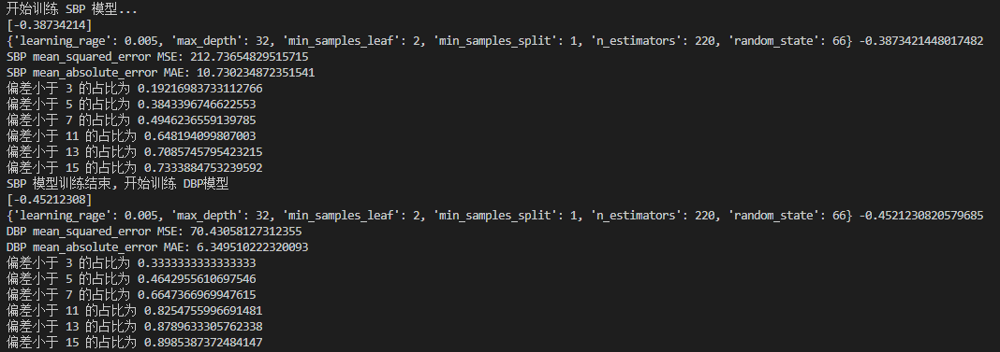 开始训练 SBP 模型...
[-0.38734214]
{'learning_rage': 0.005, 'max_depth': 32, 'min_samples_leaf': 2, 'min_samples_split': 1, 'n_estimators': 220, 'random_state': 66} -0.3873421448017482
SBP mean_squared_error MSE: 212.73654829515715
SBP mean_absolute_error MAE: 10.730234872351541
偏差小于 3 的占比为 0.19216983733112766
偏差小于 5 的占比为 0.3843396746622553
偏差小于 7 的占比为 0.4946236559139785
偏差小于 11 的占比为 0.648194099807003
偏差小于 13 的占比为 0.7085745795423215
偏差小于 15 的占比为 0.7333884753239592
SBP 模型训练结束, 开始训练 DBP模型
[-0.45212308]
{'learning_rage': 0.005, 'max_depth': 32, 'min_samples_leaf': 2, 'min_samples_split': 1, 'n_estimators': 220, 'random_state': 66} -0.4521230820579685
DBP mean_squared_error MSE: 70.43058127312355
DBP mean_absolute_error MAE: 6.349510222320093
偏差小于 3 的占比为 0.3333333333333333
偏差小于 5 的占比为 0.4642955610697546
偏差小于 7 的占比为 0.6647366969947615
偏差小于 11 的占比为 0.8254755996691481
偏差小于 13 的占比为 0.8789633305762338
偏差小于 15 的占比为 0.8985387372484147